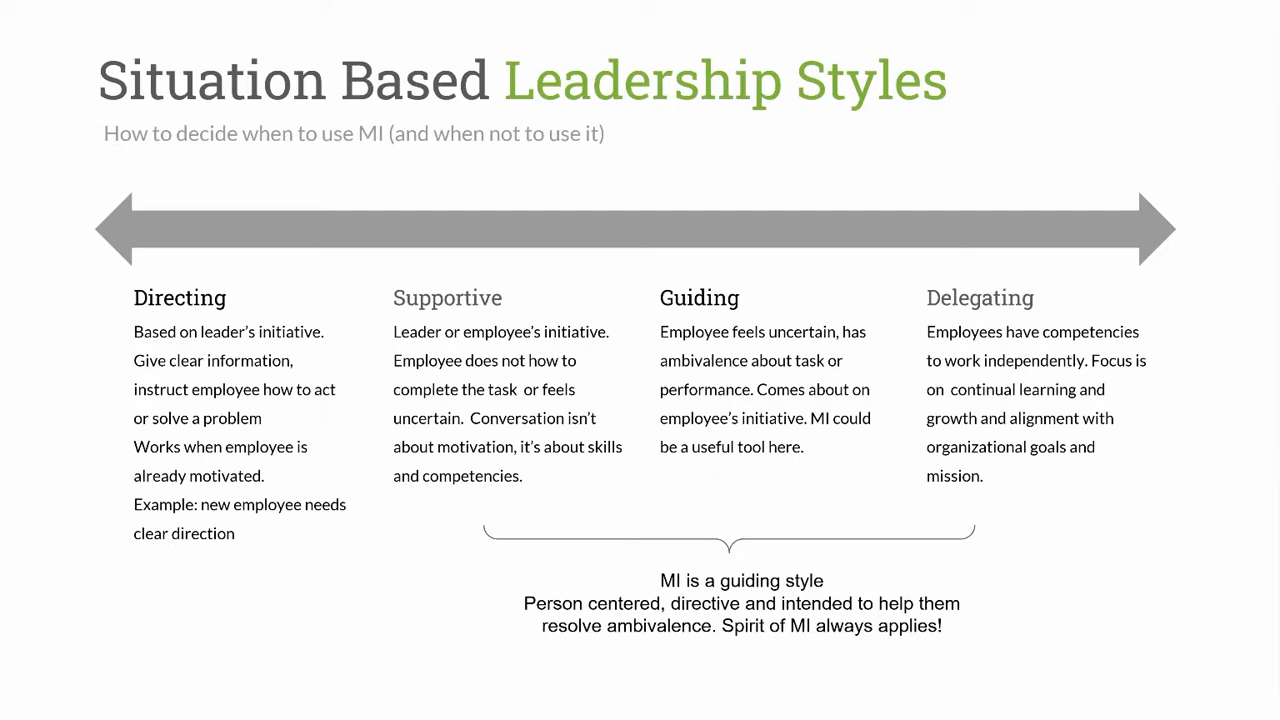 Situation Based Leadership Styles
How to decide when to use MI (and when not to use it)
Directing
Based on leader's initiative.
Give clear information,
instruct employee how to act
or solve a problem
Works when employee is
already motivated.
Example: new employee needs
clear direction
Supportive
Leader or employee's initiative.
Employee does not how to
complete the task or feels
uncertain. Conversation isn't
about motivation, it's about skills
and competencies.
Guiding
Employee feels uncertain, has
ambivalence about task or
performance. Comes about on
employee's initiative. MI could
be a useful tool here.
Delegating
Employees have competencies
to work independently. Focus is
on continual learning and
growth and alignment with
organizational goals and
mission.
MI is a guiding style
Person centered, directive and intended to help them
resolve ambivalence. Spirit of MI always applies!